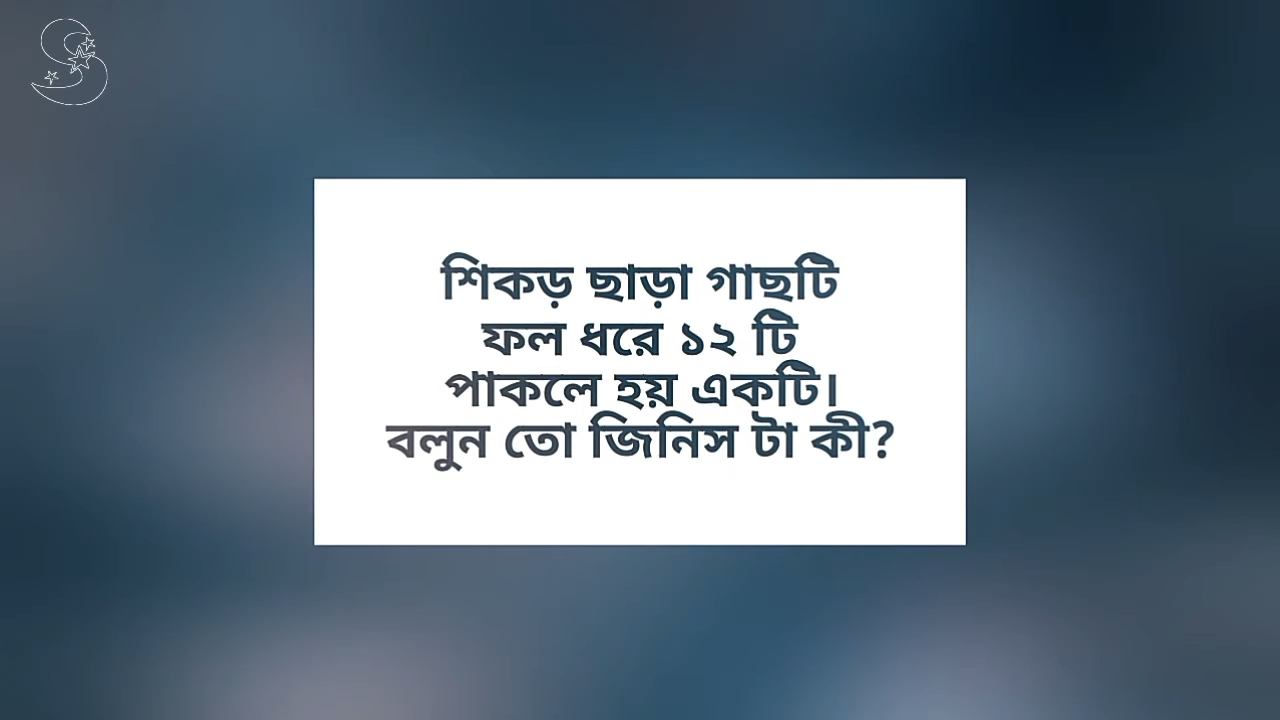 শিকড় ছাড়া গাছটি
ফল ধরে ১২ টি
পাকলে হয় একটি।
বলুন তো জিনিস টা কী?